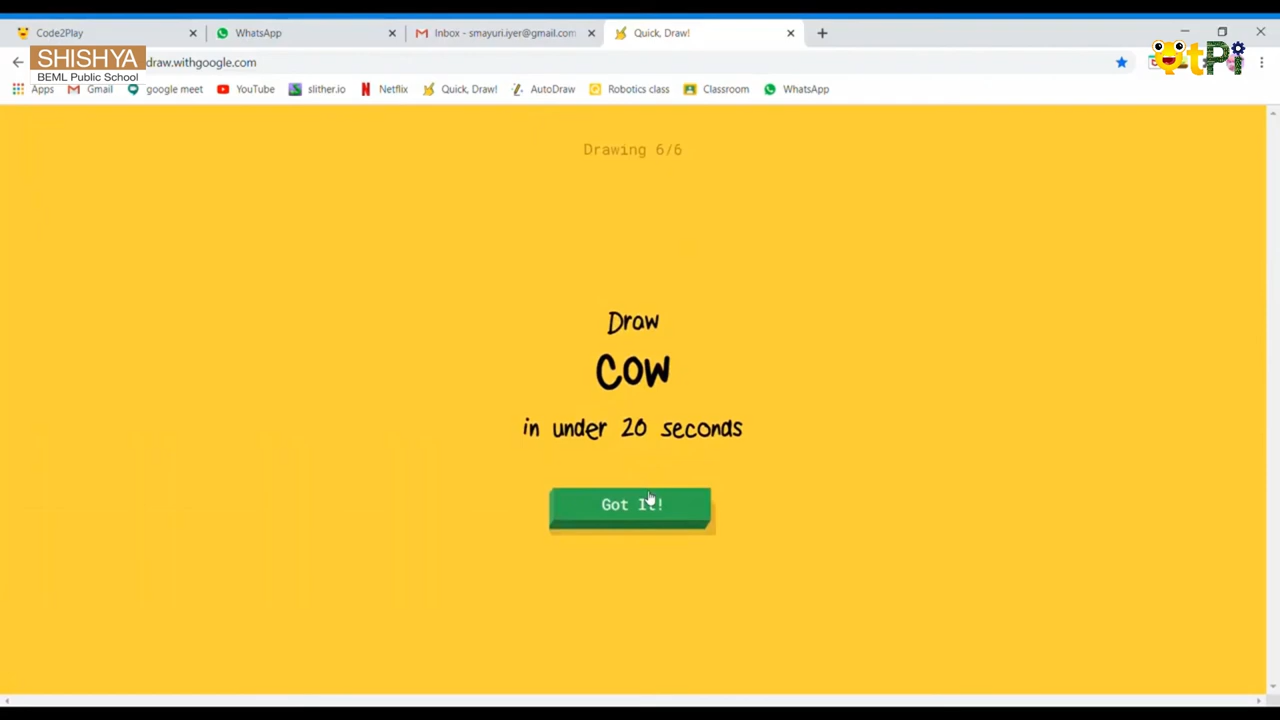 Code2Play
WhatsApp
Inbox - smayuri.iyer@gmail.com
Quick, Draw!
SHISHYA
BEML Public School
draw.withgoogle.com
otPi
Apps
Gmail
google meet
YouTube
slither.io
Netflix
Quick, Draw!
AutoDraw
Robotics class
Classroom
WhatsApp
Drawing 6/6
Draw
Cow
in under 20 seconds
Got It!